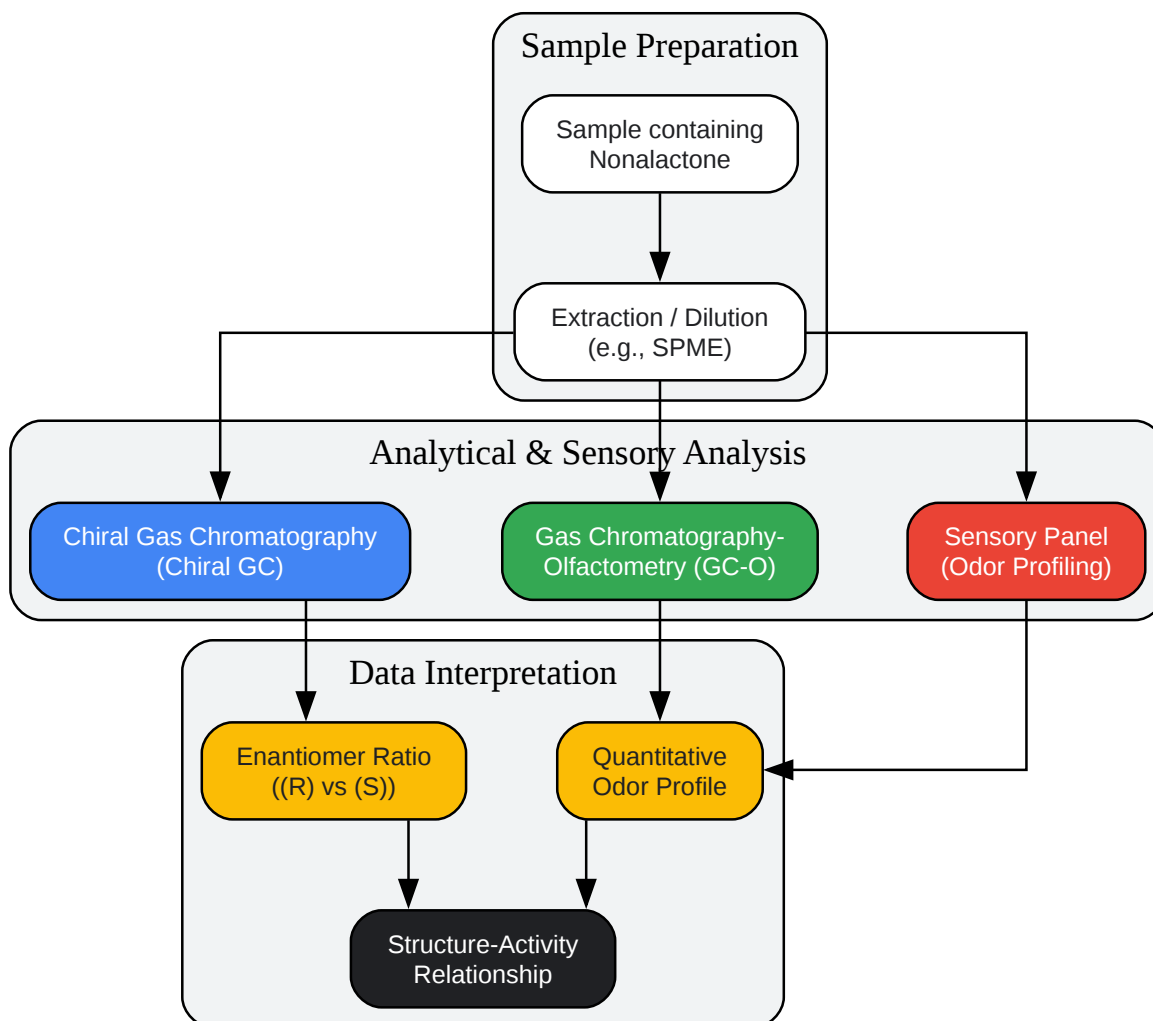 Sample Preparation
Sample containing
Nonalactone
Extraction / Dilution
(e.g., SPME)
Analytical & Sensory Analysis
Chiral Gas Chromatography
(Chiral GC)
Gas Chromatography-
Olfactometry (GC-O)
Sensory Panel
(Odor Profiling)
Data Interpretation
Enantiomer Ratio
((R) vs (S))
Quantitative
Odor Profile
Structure-Activity
Relationship